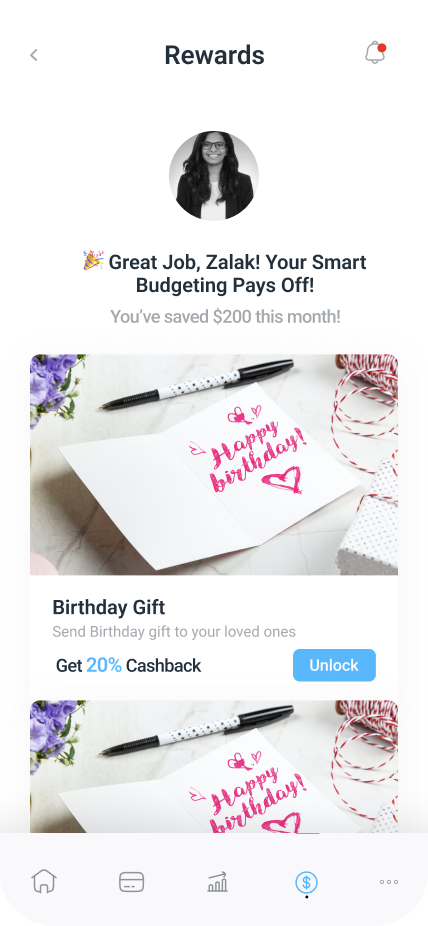 Rewards
🎉 Great Job, Zalak! Your Smart
Budgeting Pays Off!
You've saved $200 this month!
Happy
birthday!
Birthday Gift
Send Birthday gift to your loved ones
Get 20% Cashback
Unlock
Happy
birthday!
$